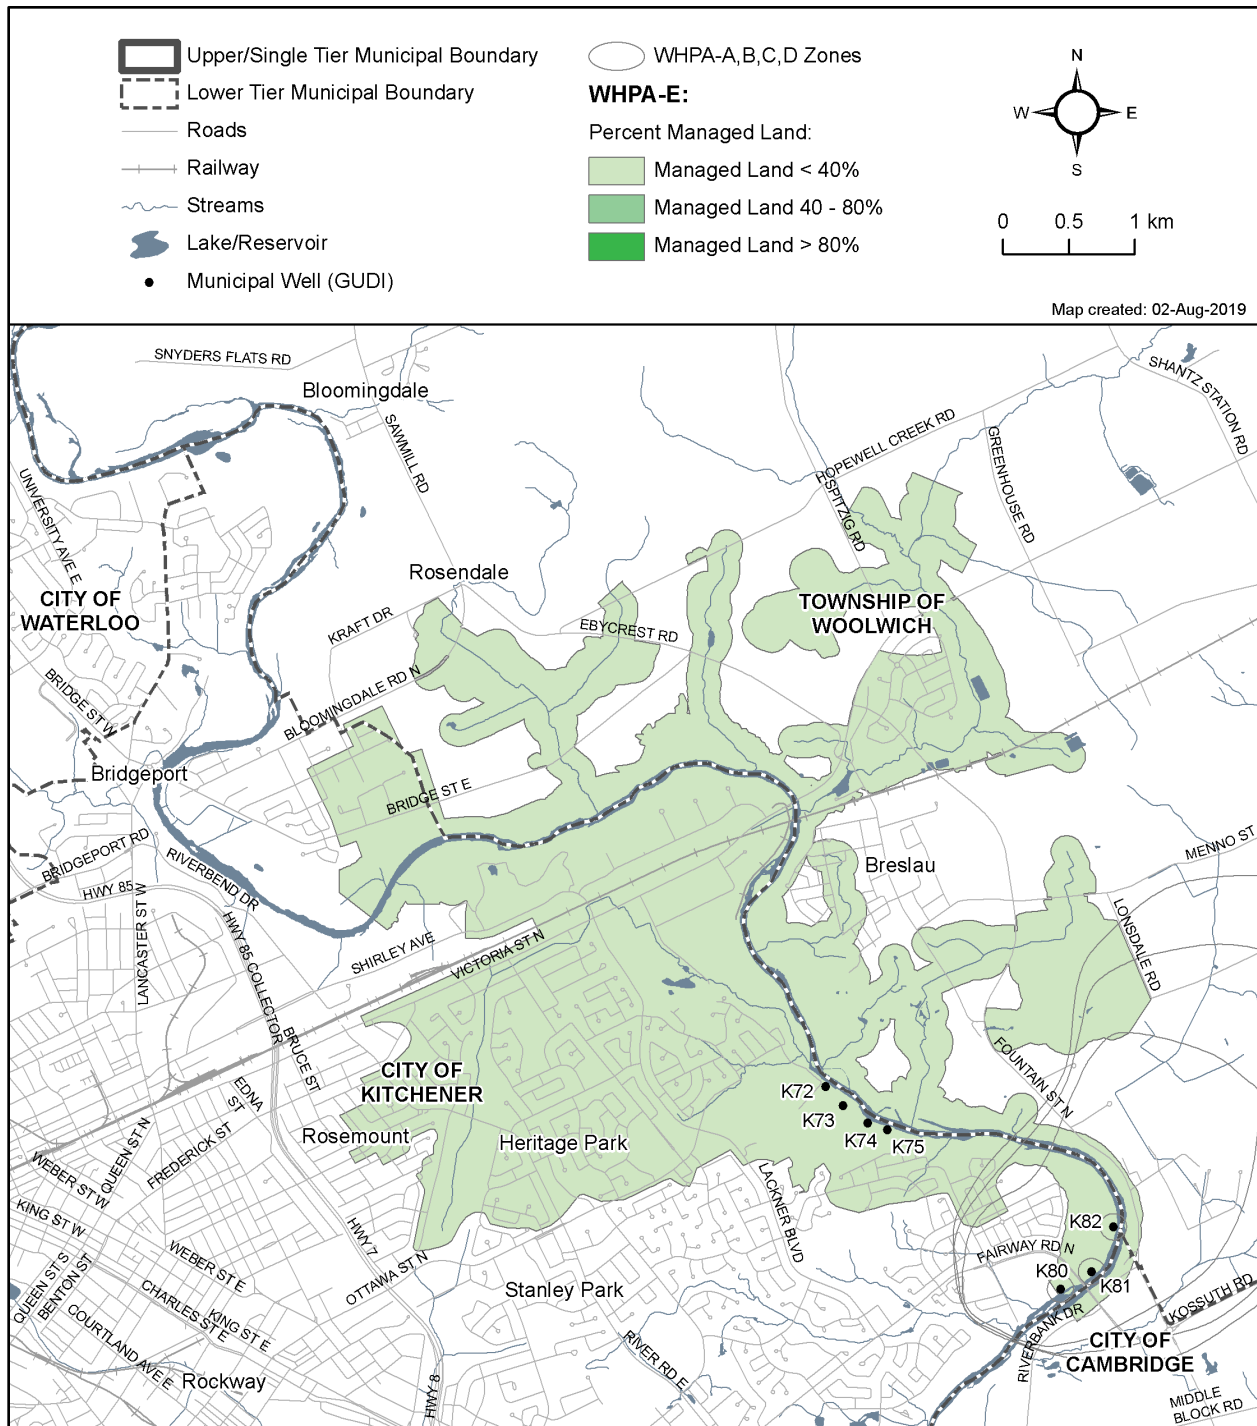 Upper/Single Tier Municipal Boundary
Lower Tier Municipal Boundary
Roads
Railway
Streams
Lake/Reservoir
Municipal Well (GUDI)
WHPA-A,B,C,D Zones
WHPA-E:
Percent Managed Land:
Managed Land < 40%
Managed Land 40 - 80%
Managed Land > 80%
N
W
E
S
0
0.5
1 km
Map created: 02-Aug-2019
SNYDERS FLATS RD
Bloomingdale
SAWMILL RD
HOPEWELL CREEK RD
SPITZIG RD
GREENHOUSE RD
SHANTZ STATION RD
UNIVERSITY AVE E
CITY OF
WATERLOO
Rosendale
KRAFT DR
EBYCREST RD
TOWNSHIP OF
WOOLWICH
BRIDGE ST W
BLOOMINGDALE RD N
Bridgeport
BRIDGE ST E
BRIDGEPORT RD
RIVERBEND DR
HWY 85
LANCASTER ST W
HWY 85 COLLECTOR
SHIRLEY AVE
VICTORIA ST N
Breslau
MENNO ST
LONSDALE RD
FOUNTAIN ST N
BRUCE ST
EDNA
ST
CITY OF
KITCHENER
Rosemount
Heritage Park
K72
K73
K74
K75
QUEEN ST N
FREDERICK ST
WEBER ST W
KING ST W
QUEEN ST S
BENTON ST
WEBER ST E
CHARLES ST E
KING ST E
COURTLAND AVE E
HWY 7
OTTAWA ST N
LACKNER BLVD
Stanley Park
RIVER RD E
Rockway
HWY 8
FAIRWAY RD N
K82
K80
K81
KOSSUTH RD
RIVERBANK DR
CITY OF
CAMBRIDGE
MIDDLE
BLOCK RD